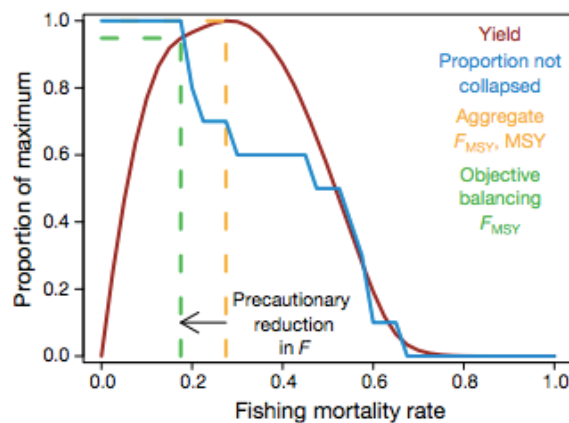 1.0
0.8
0.6
0.4
0.2
0.0
Proportion of maximum
Yield
Proportion not
collapsed
Aggregate
FMSY, MSY
Objective
balancing
FMSY
Precautionary
reduction
in F
0.0 0.2 0.4 0.6 0.8 1.0
Fishing mortality rate